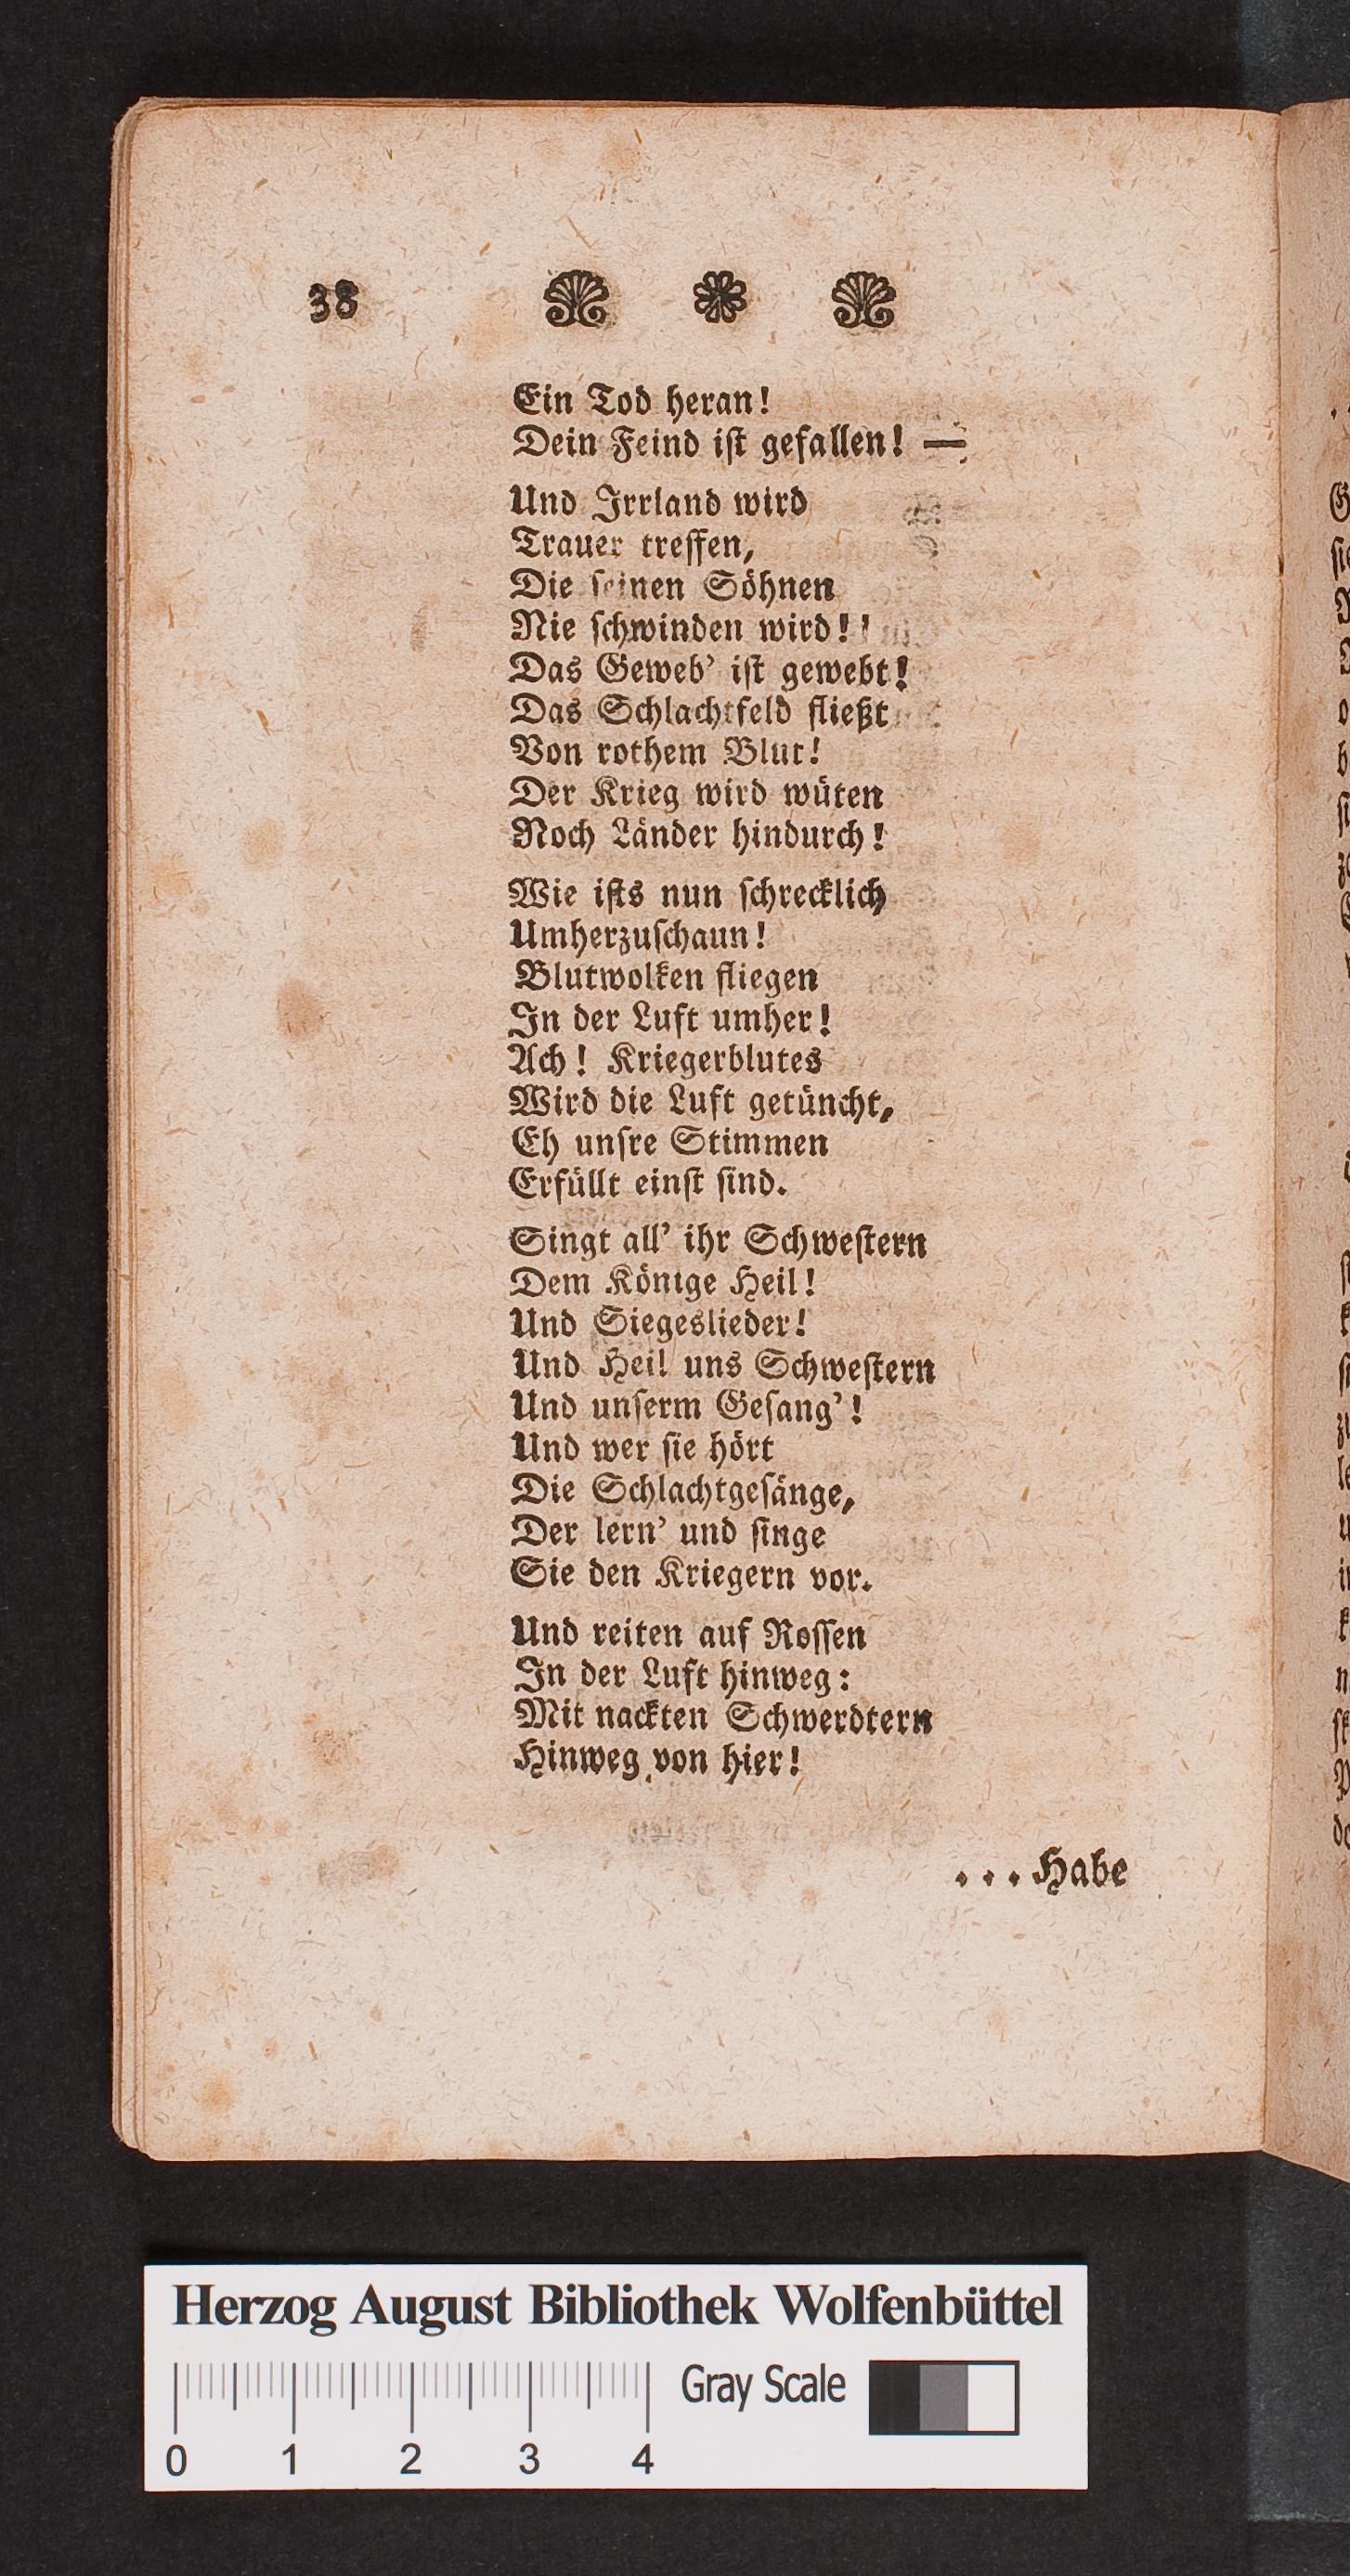 38
Ein Tod heran!
Dein Feind iſt gefallen! —
Und Irrland wird
Trauer treffen,
Die ſeinen Söhnen
Nie ſchwinden wird!!
Das Geweb' iſt gewebt!
Das Schlachtfeld fließt
Von rothem Blut!
Der Krieg wird wüten
Noch Länder hindurch!
Wie iſts nun ſchrecklich
Umherzuſchaun!
Blutwolken fliegen
In der Luft umher!
Ach! Kriegerblutes
Wird die Luft getüncht,
Eh unſre Stimmen
Erfüllt einſt ſind.
Singt all' ihr Schweſtern
Dem Könige Heil!
Und Siegeslieder!
Und Heil uns Schweſtern
Und unſerm Geſang'!
Und wer ſie hört
Die Schlachtgeſänge,
Der lern' und ſinge
Sie den Kriegern vor.
Und reiten auf Roſſen
In der Luft hinweg:
Mit nackten Schwerdtern
Hinweg von hier!
... Habe
Herzog August Bibliothek Wolfenbüttel
Gray Scale
0 1 2 3 4